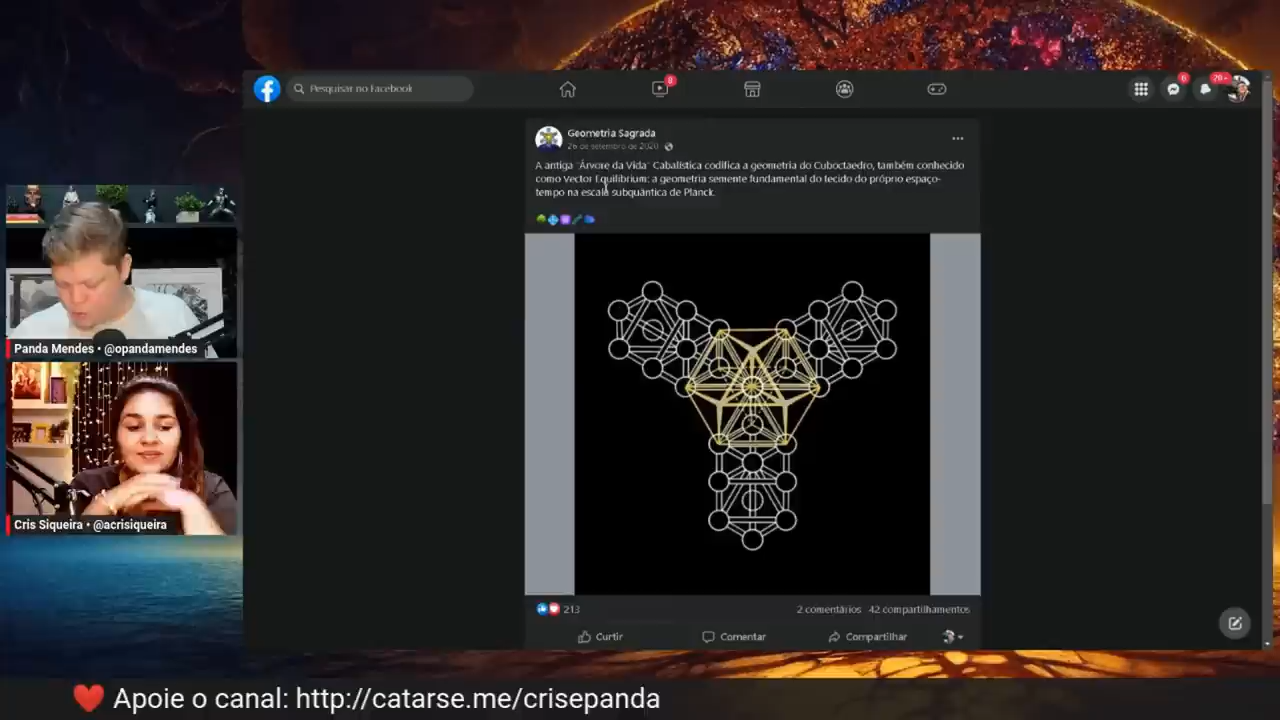 Pesquisar no Facebook
8
6
20+
Geometria Sagrada
26 de setembro de 2020
A antiga "Árvore da Vida" Cabalística codifica a geometria do Cuboctaedro, também conhecido
como Vector Equilibrium: a geometria semente fundamental do tecido do próprio espaço-
tempo na escala subquântica de Planck.
Panda Mendes • @opandamendes
Cris Siqueira • @acrisiqueira
213
2 comentários 42 compartilhamentos
Curtir Comentar Compartilhar
Apoie o canal: http://catarse.me/crisepanda